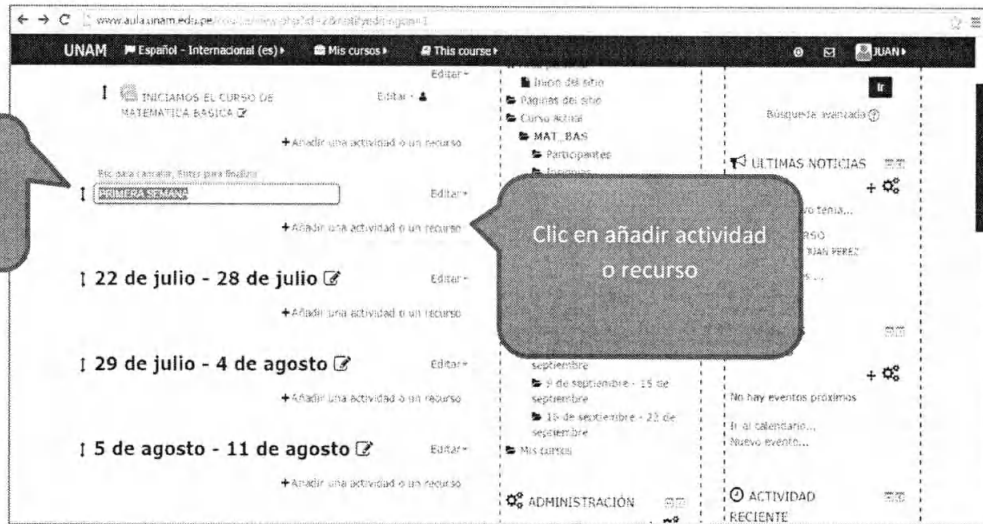 www.aula.unam.edu.pe
UNAM Español - Internacional (es) Mis cursos This course JUAN
Editar
INICIAMOS EL CURSO DE MATEMATICA BASICA
Editar
+Añadir una actividad o un recurso
Esc para cancelar, Enter para finalizar
PRIMERA SEMANA
Editar
+Añadir una actividad o un recurso
22 de julio - 28 de julio
Editar
+Añadir una actividad o un recurso
29 de julio - 4 de agosto
Editar
+Añadir una actividad o un recurso
5 de agosto - 11 de agosto
Editar
+Añadir una actividad o un recurso
Inicio del sitio
Páginas del sitio
Curso actual
MAT_BAS
Participantes
Clic en añadir actividad
o recurso
septiembre
9 de septiembre - 15 de
septiembre
16 de septiembre - 22 de
septiembre
Mis cursos
ADMINISTRACIÓN
Ir
Búsqueda avanzada
ULTIMAS NOTICIAS
tema...
JUAN PEREZ
No hay eventos próximos
Ir al calendario...
Nuevo evento...
ACTIVIDAD
RECIENTE